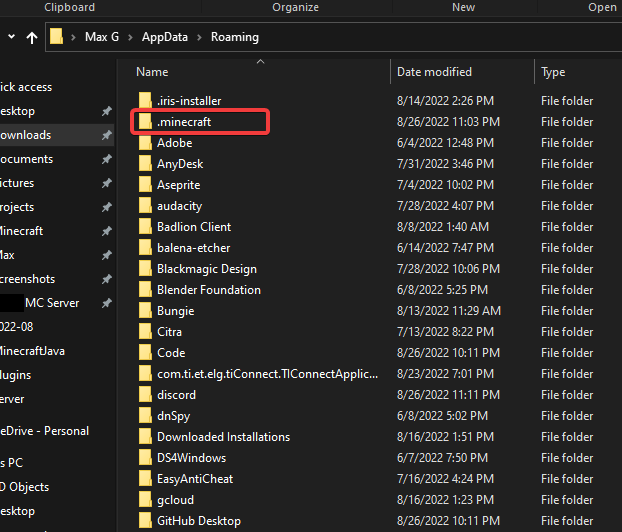 Clipboard Organize New Open
Max G > AppData > Roaming
Name Date modified Type
.iris-installer 8/14/2022 2:26 PM File folder
.minecraft 8/26/2022 11:03 PM File folder
Adobe 6/4/2022 12:48 PM File folder
AnyDesk 7/31/2022 3:46 PM File folder
Aseprite 7/4/2022 10:02 PM File folder
audacity 7/28/2022 4:07 PM File folder
Badlion Client 8/8/2022 1:40 AM File folder
balena-etcher 6/14/2022 7:47 PM File folder
Blackmagic Design 7/28/2022 10:06 PM File folder
Blender Foundation 6/8/2022 5:25 PM File folder
Bungie 8/13/2022 11:29 AM File folder
Citra 7/13/2022 8:22 PM File folder
Code 8/26/2022 10:11 PM File folder
com.ti.et.elg.tiConnect.TIConnectApplic... 8/23/2022 7:01 PM File folder
discord 8/26/2022 11:11 PM File folder
dnSpy 6/8/2022 5:02 PM File folder
Downloaded Installations 8/16/2022 1:51 PM File folder
DS4Windows 6/7/2022 7:50 PM File folder
EasyAntiCheat 7/16/2022 4:24 PM File folder
gcloud 8/16/2022 1:23 PM File folder
GitHub Desktop 8/26/2022 10:11 PM File folder
ick access
esktop
ownloads
ocuments
ictures
rojects
Minecraft
Max
creenshots
MC Server
022-08
MinecraftJava
lugins
erver
eDrive - Personal
s PC
D Objects
esktop